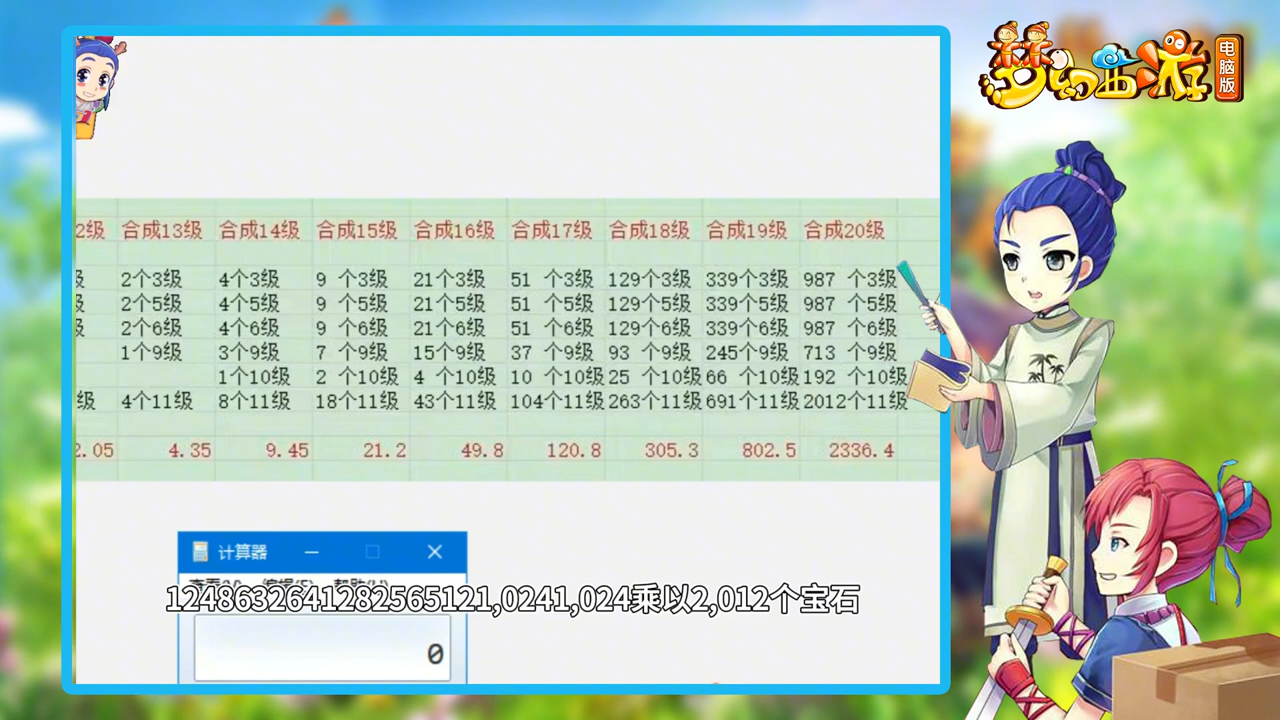 梦幻西游
电脑版
2级 合成13级 合成14级 合成15级 合成16级 合成17级 合成18级 合成19级 合成20级
级 2个3级 4个3级 9 个3级 21个3级 51 个3级 129个3级 339个3级 987 个3级
级 2个5级 4个5级 9 个5级 21个5级 51 个5级 129个5级 339个5级 987 个5级
级 2个6级 4个6级 9 个6级 21个6级 51 个6级 129个6级 339个6级 987 个6级
1个9级 3个9级 7 个9级 15个9级 37 个9级 93 个9级 245个9级 713 个9级
1个10级 2 个10级 4 个10级 10 个10级 25 个10级 66 个10级 192 个10级
级 4个11级 8个11级 18个11级 43个11级 104个11级 263个11级 691个11级 2012个11级
2.05 4.35 9.45 21.2 49.8 120.8 305.3 802.5 2336.4
计算器
1248632641282565121,0241,024乘以2,012个宝石
0